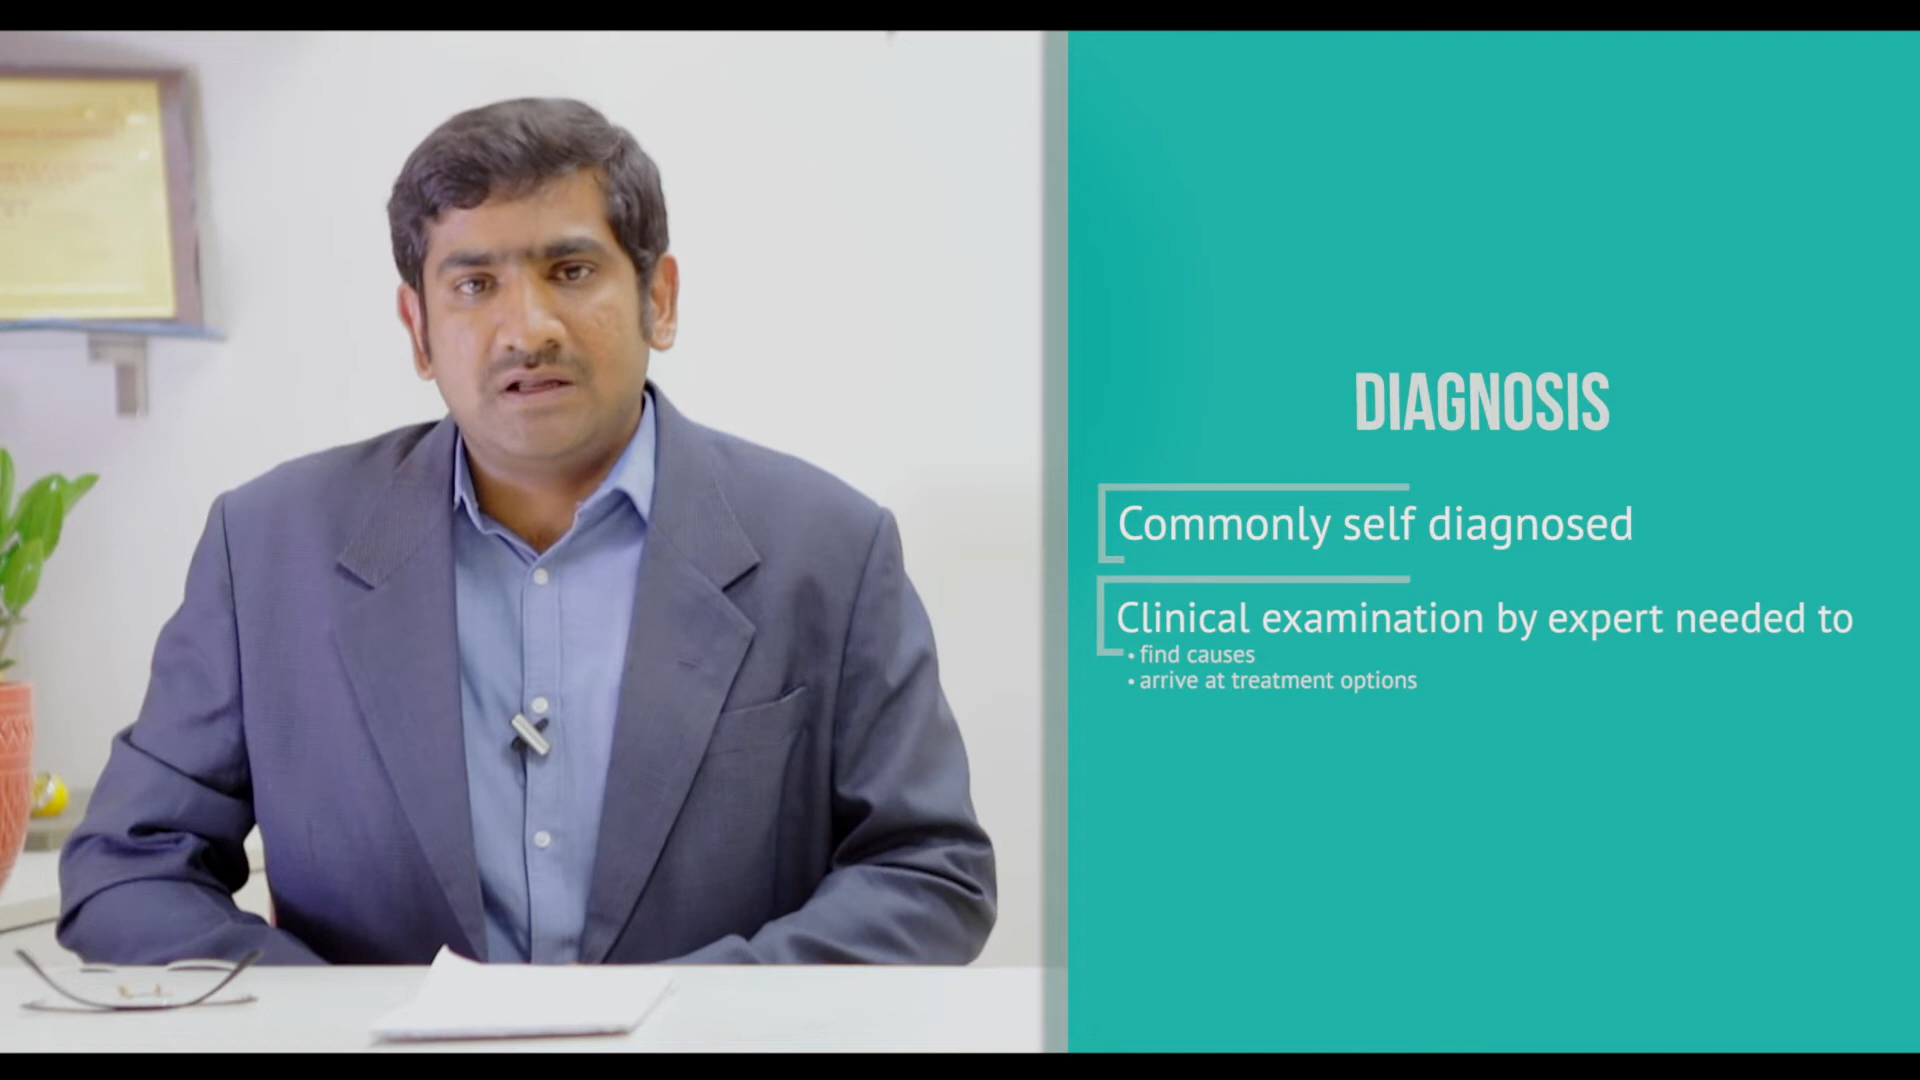 DIAGNOSIS
Commonly self diagnosed
Clinical examination by expert needed to
• find causes
• arrive at treatment options